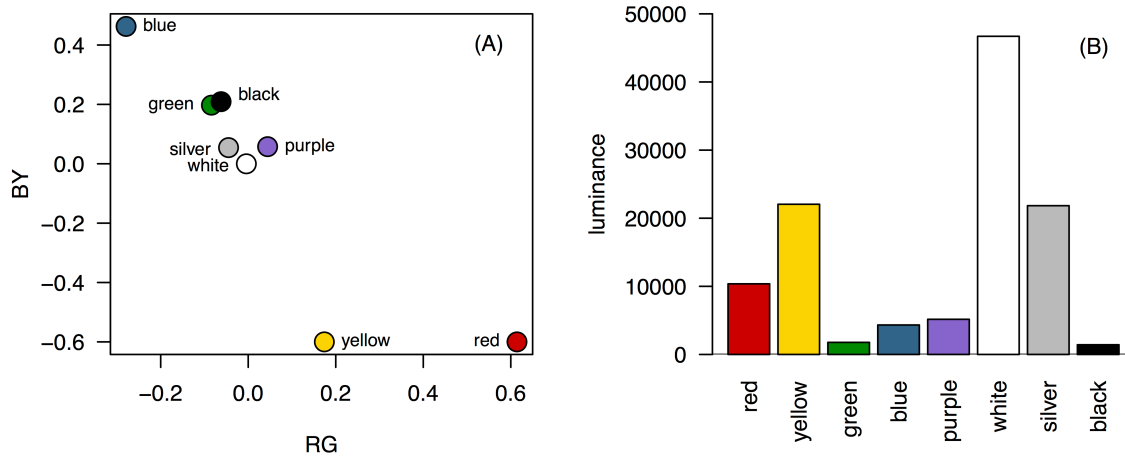 (A)
blue
green
black
silver
purple
white
yellow
red
0.4
0.2
0.0
−0.2
−0.4
−0.6
BY
−0.2
0.0
0.2
0.4
0.6
RG
(B)
50000
40000
30000
20000
10000
0
luminance
red
yellow
green
blue
purple
white
silver
black